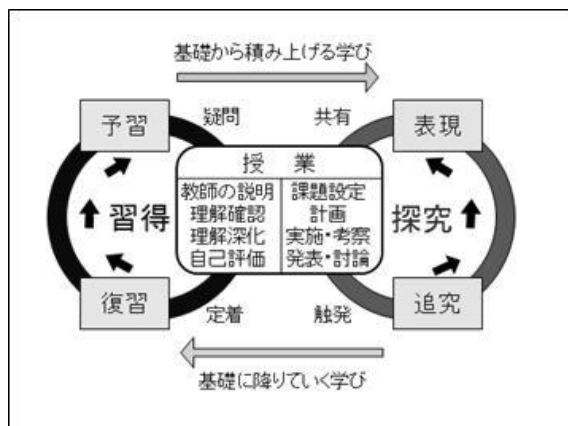 基礎から積み上げる学び
予習
疑問
共有
表現
授業
教師の説明
理解確認
理解深化
自己評価
課題設定
計画
実施・考察
発表・討論
習得
探究
復習
定着
触発
追究
基礎に降りていく学び